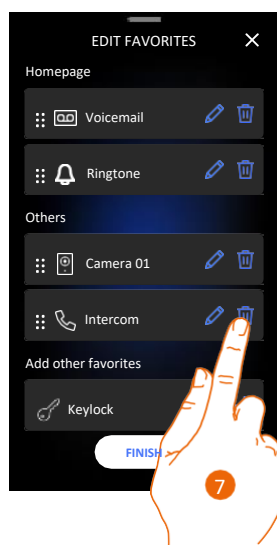 EDIT FAVORITES
Homepage
Voicemail
Ringtone
Others
Camera 01
Intercom
Add other favorites
Keylock
FINISH
7